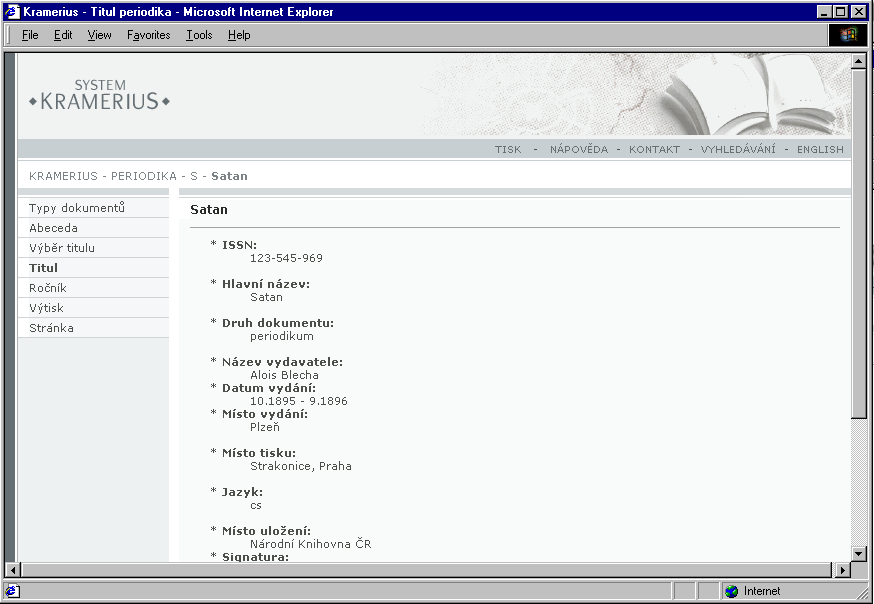 Kramerius - Titul periodika - Microsoft Internet Explorer
File Edit View Favorites Tools Help
SYSTEM
KRAMERIUS
TISK - NÁPOVĚDA - KONTAKT - VYHLEDÁVÁNÍ - ENGLISH
KRAMERIUS - PERIODIKA - S - Satan
Typy dokumentů
Abeceda
Výběr titulu
Titul
Ročník
Výtisk
Stránka
Satan
* ISSN:
123-545-969
* Hlavní název:
Satan
* Druh dokumentu:
periodikum
* Název vydavatele:
Alois Blecha
* Datum vydání:
10.1895 - 9.1896
* Místo vydání:
Plzeň
* Místo tisku:
Strakonice, Praha
* Jazyk:
cs
* Místo uložení:
Národní Knihovna ČR
* Signatura:
Internet